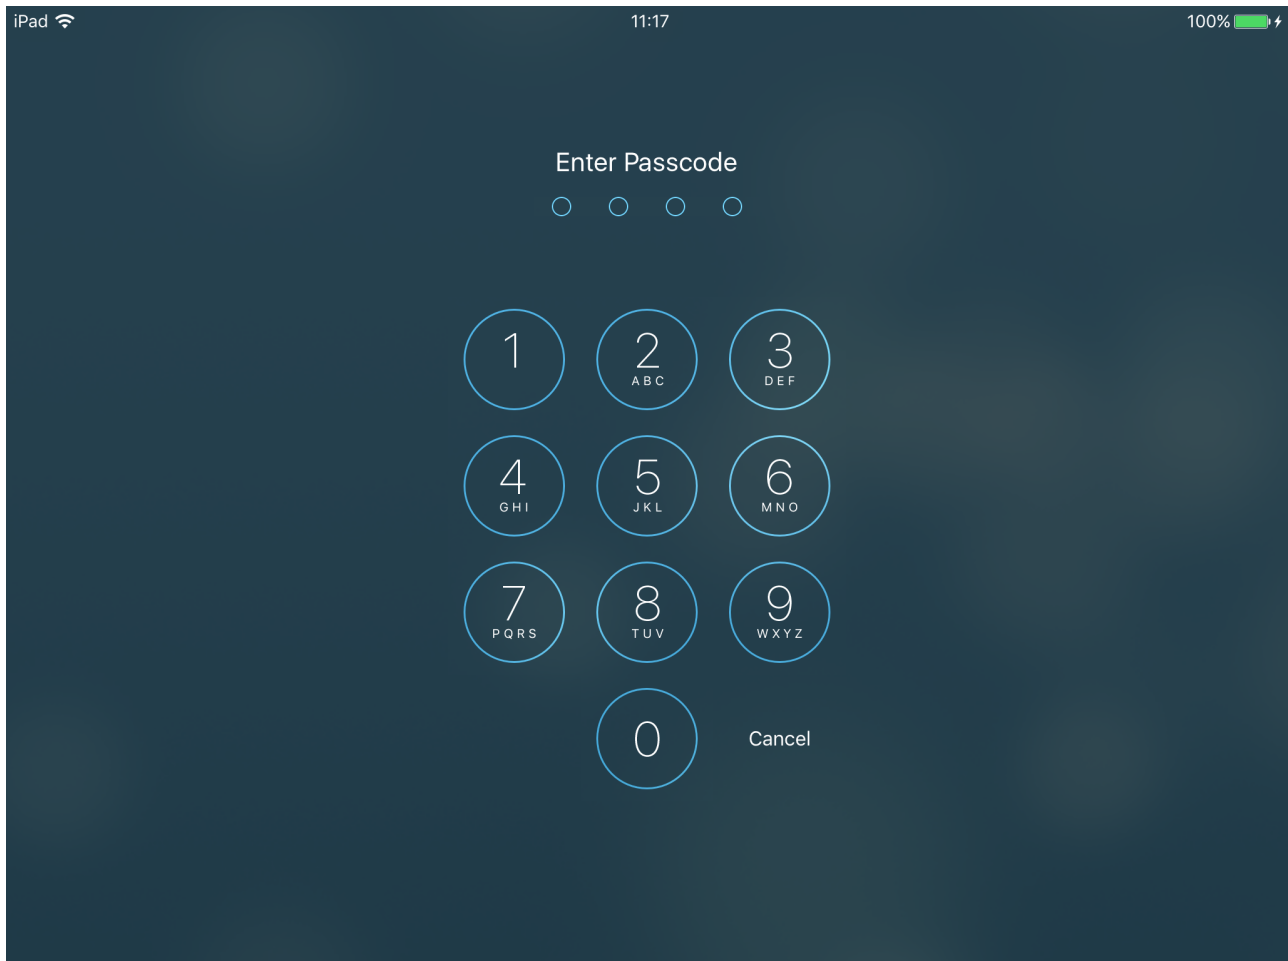 iPad 11:17 100%
Enter Passcode
1 2 3
ABC DEF
4 5 6
GHI JKL MNO
7 8 9
PQRS TUV WXYZ
0 Cancel